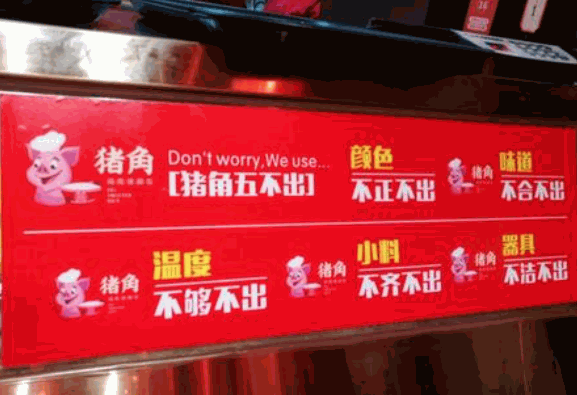 猪角
Don't worry,We use...
[猪角五不出]
颜色
不正不出
猪角
味道
不合不出
猪角
温度
不够不出
猪角
小料
不齐不出
猪角
器具
不洁不出